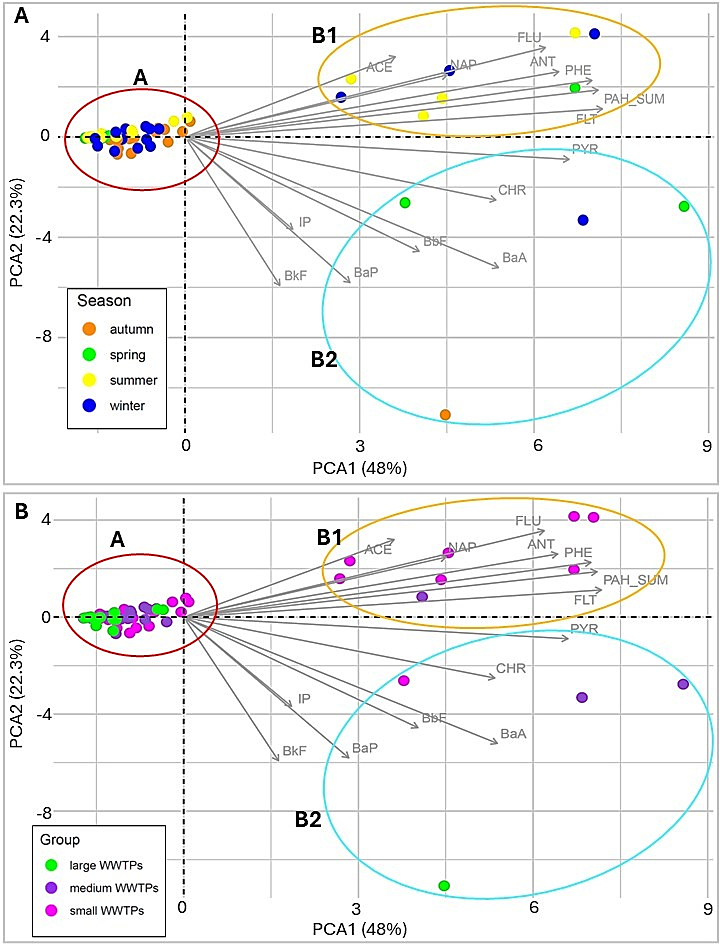 A
B1
4
FLU
ACE
NAP
ANT
PHE
A
PAH_SUM
FLT
0
PYR
CHR
IP
BbF
BaA
-4
BkF
BaP
PCA2 (22.3%)
Season
autumn
spring
summer
winter
-8
B2
0
3
6
9
PCA1 (48%)
B
B1
4
FLU
ACE
NAP
ANT
PHE
A
PAH_SUM
FLT
0
PYR
CHR
IP
BbF
BaA
-4
BkF
BaP
PCA2 (22.3%)
-8
B2
Group
large WWTPs
medium WWTPs
small WWTPs
0
3
6
9
PCA1 (48%)